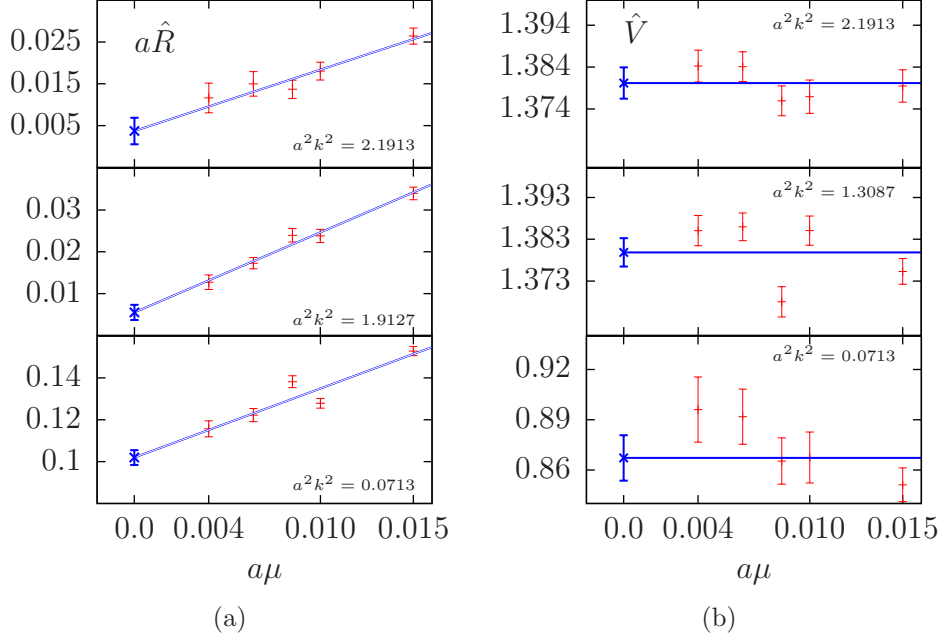 0.025
0.015
0.005
a\hat{R}
a²k² = 2.1913
0.03
0.02
0.01
a²k² = 1.9127
0.14
0.12
0.1
a²k² = 0.0713
0.0 0.004 0.010 0.015
aμ
(a)
1.394
1.384
1.374
\hat{V}
a²k² = 2.1913
1.393
1.383
1.373
a²k² = 1.3087
0.92
0.89
0.86
a²k² = 0.0713
0.0 0.004 0.010 0.015
aμ
(b)